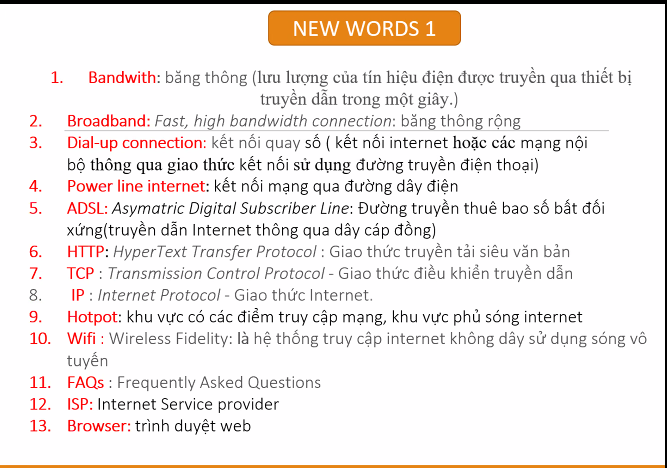 NEW WORDS 1
1. Bandwith: băng thông (lưu lượng của tín hiệu điện được truyền qua thiết bị
truyền dẫn trong một giây.)
2. Broadband: Fast, high bandwidth connection: băng thông rộng
3. Dial-up connection: kết nối quay số ( kết nối internet hoặc các mạng nội
bộ thông qua giao thức kết nối sử dụng đường truyền điện thoại)
4. Power line internet: kết nối mạng qua đường dây điện
5. ADSL: Asymatric Digital Subscriber Line: Đường truyền thuê bao số bất đối
xứng(truyền dẫn Internet thông qua dây cáp đồng)
6. HTTP: HyperText Transfer Protocol : Giao thức truyền tải siêu văn bản
7. TCP : Transmission Control Protocol - Giao thức điều khiển truyền dẫn
8. IP : Internet Protocol - Giao thức Internet.
9. Hotpot: khu vực có các điểm truy cập mạng, khu vực phủ sóng internet
10. Wifi : Wireless Fidelity: là hệ thống truy cập internet không dây sử dụng sóng vô
tuyến
11. FAQs : Frequently Asked Questions
12. ISP: Internet Service provider
13. Browser: trình duyệt web